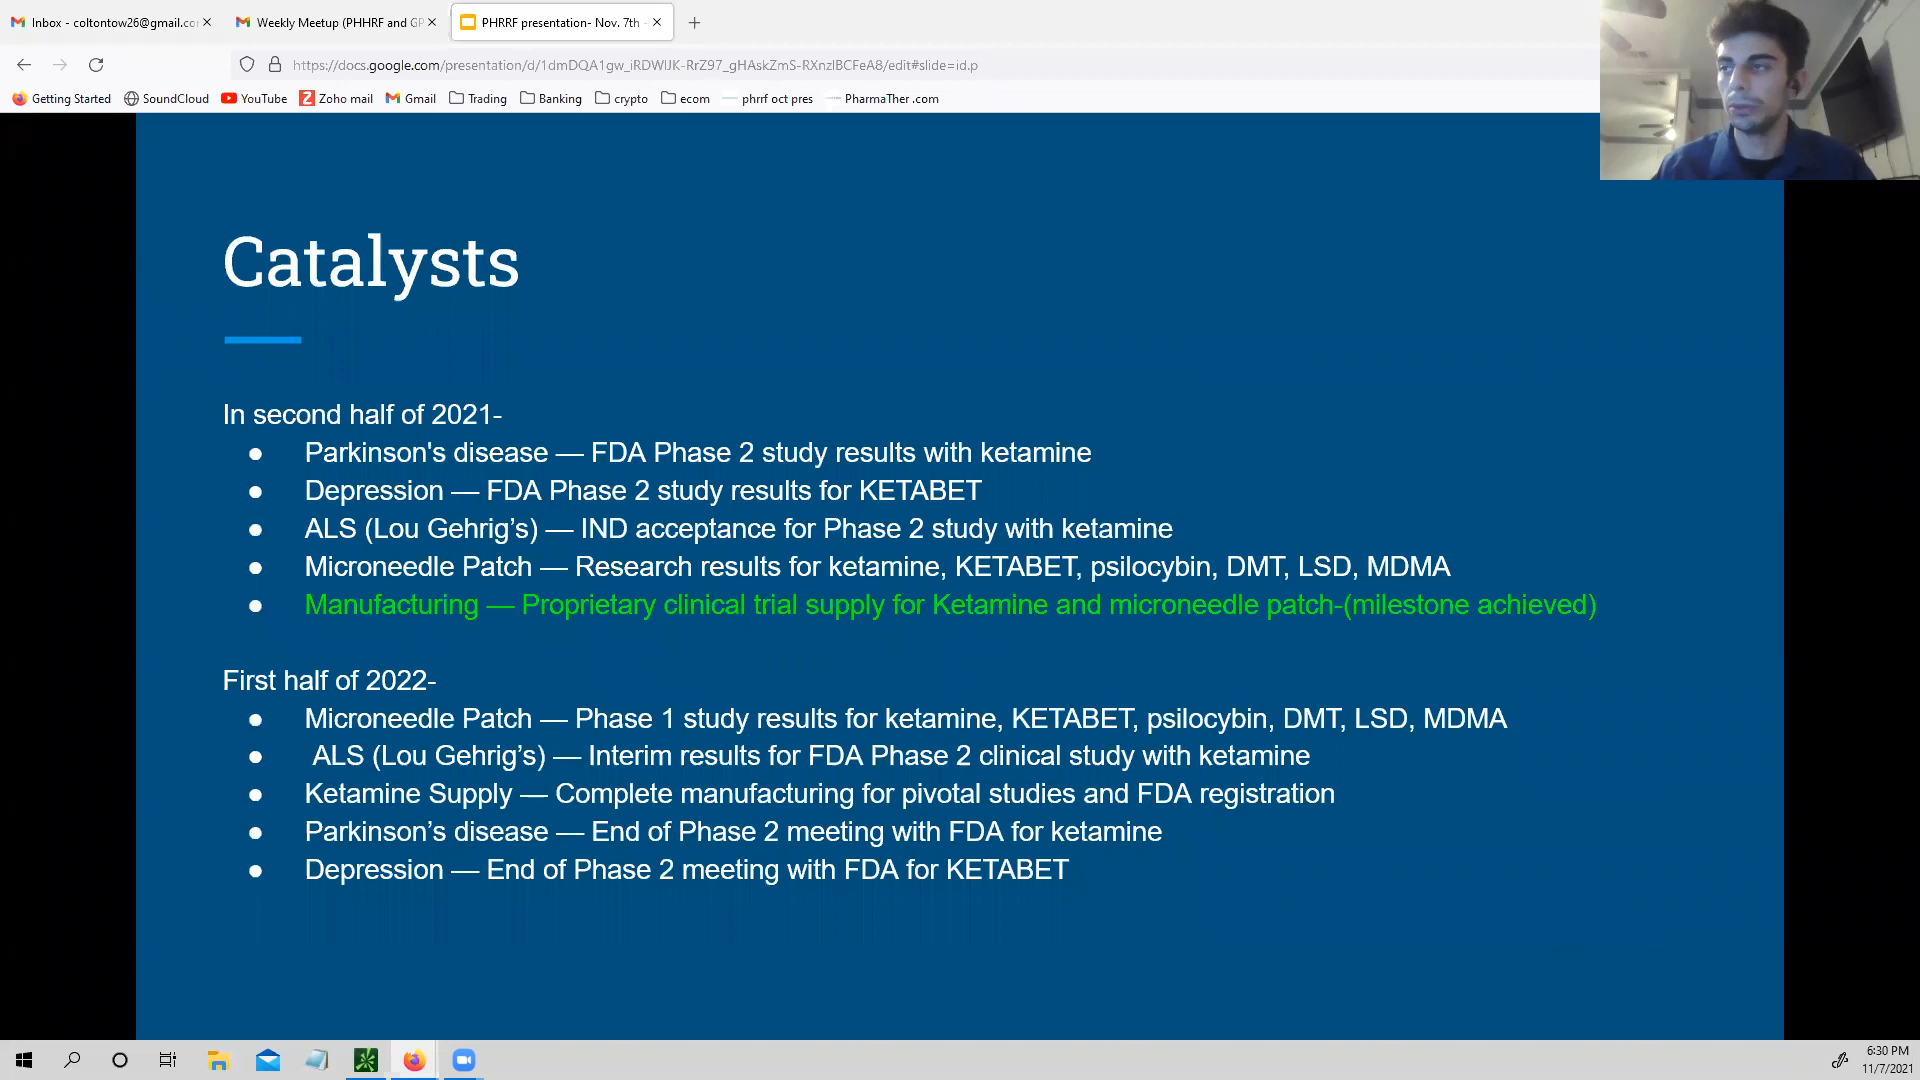 Inbox - coltontow26@gmail.co
Weekly Meetup (PHHRF and GP
PHRRF presentation- Nov. 7th -
https://docs.google.com/presentation/d/1dmDQA1gw_iRDWlJK-RrZ97_gHAskZmS-RXnzlBCFeA8/edit#slide=id.p
Getting Started SoundCloud YouTube Zoho mail Gmail Trading Banking crypto ecom phrrf oct pres PharmaTher .com
Catalysts
In second half of 2021-
● Parkinson's disease — FDA Phase 2 study results with ketamine
● Depression — FDA Phase 2 study results for KETABET
● ALS (Lou Gehrig’s) — IND acceptance for Phase 2 study with ketamine
● Microneedle Patch — Research results for ketamine, KETABET, psilocybin, DMT, LSD, MDMA
● Manufacturing — Proprietary clinical trial supply for Ketamine and microneedle patch-(milestone achieved)
First half of 2022-
● Microneedle Patch — Phase 1 study results for ketamine, KETABET, psilocybin, DMT, LSD, MDMA
● ALS (Lou Gehrig’s) — Interim results for FDA Phase 2 clinical study with ketamine
● Ketamine Supply — Complete manufacturing for pivotal studies and FDA registration
● Parkinson’s disease — End of Phase 2 meeting with FDA for ketamine
● Depression — End of Phase 2 meeting with FDA for KETABET
6:30 PM
11/7/2021